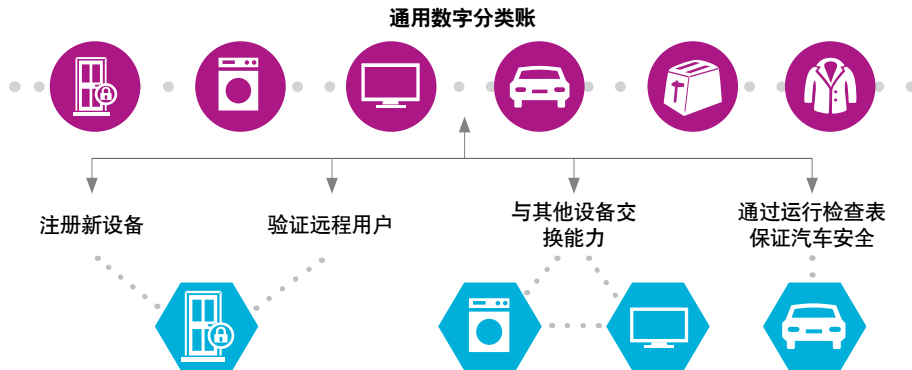 通用数字分类账
注册新设备
验证远程用户
与其他设备交
换能力
通过运行检查表
保证汽车安全